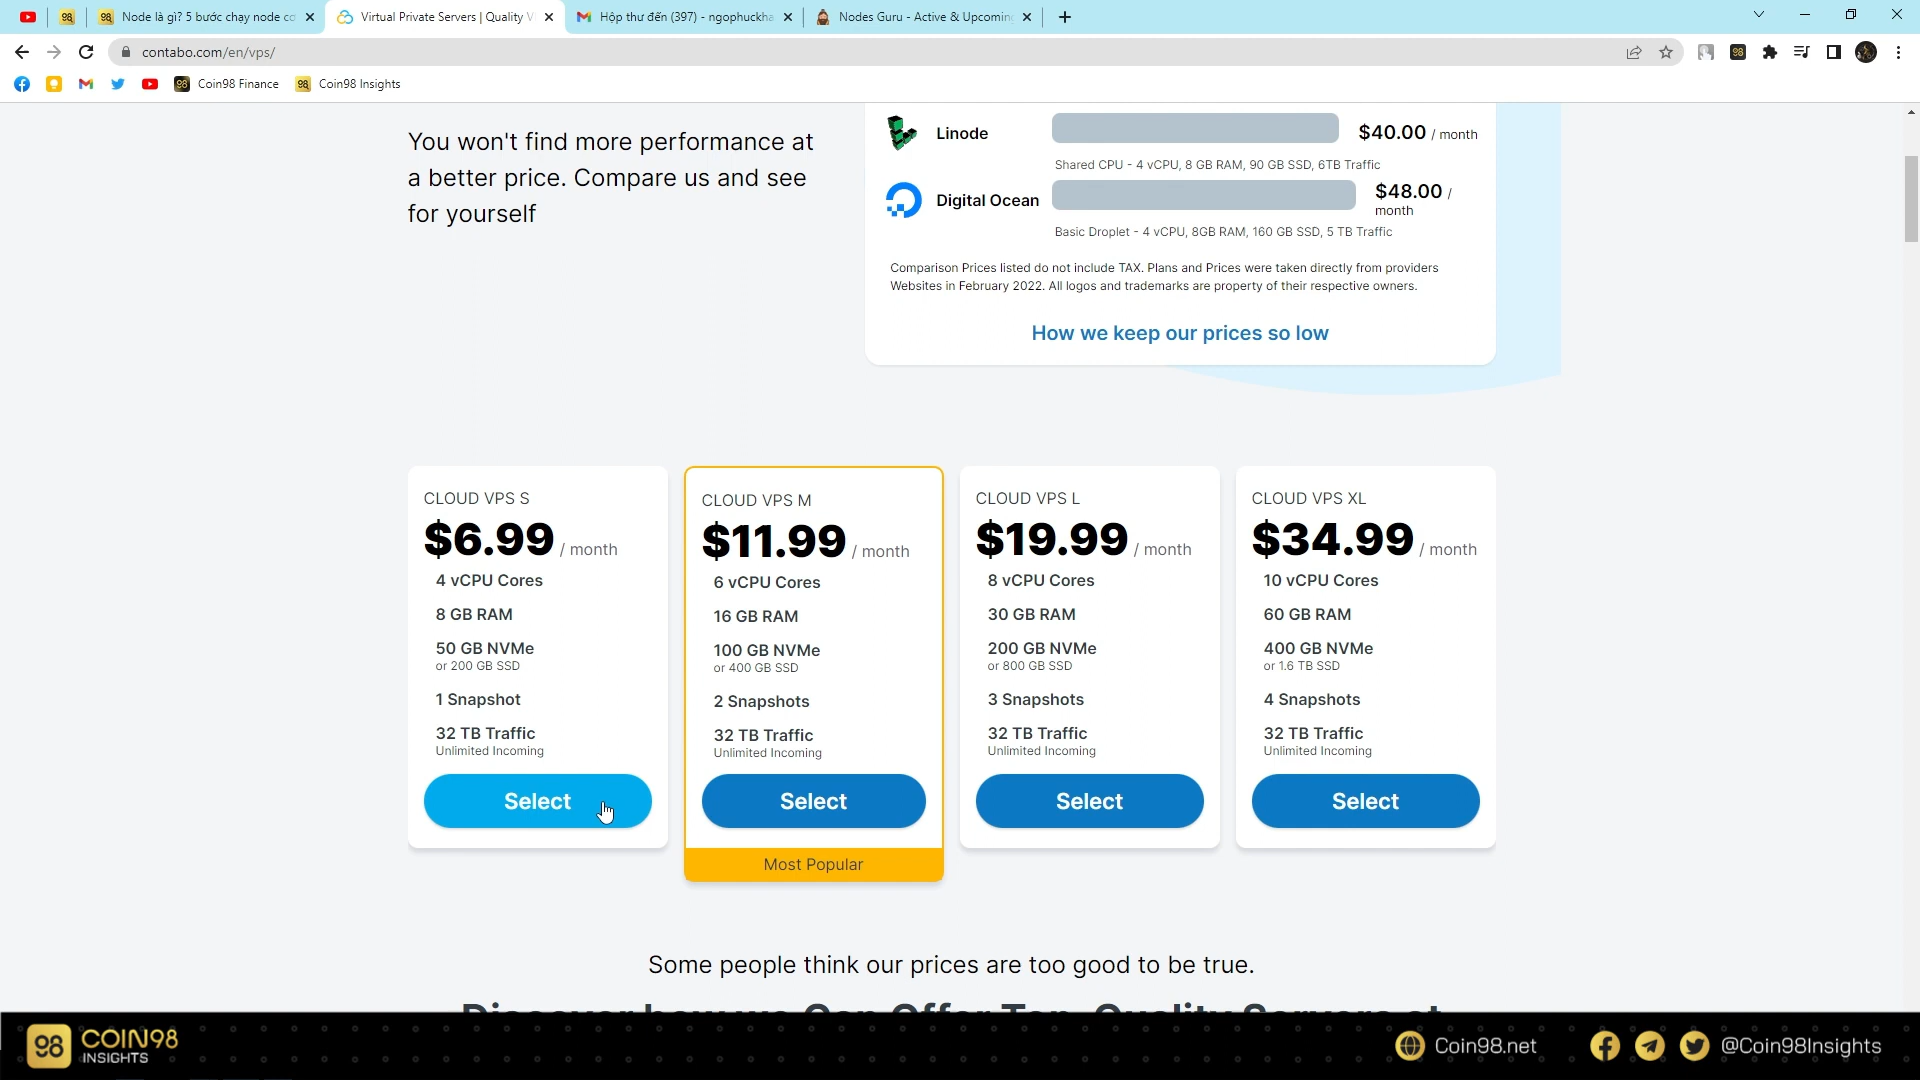 Node là gì? 5 bước chạy node cơ
Virtual Private Servers | Quality V
Hộp thư đến (397) - ngophuckha
Nodes Guru - Active & Upcoming
contabo.com/en/vps/
Coin98 Finance
Coin98 Insights
You won't find more performance at
a better price. Compare us and see
for yourself
Linode
$40.00 / month
Shared CPU - 4 vCPU, 8 GB RAM, 90 GB SSD, 6TB Traffic
Digital Ocean
$48.00 /
month
Basic Droplet - 4 vCPU, 8GB RAM, 160 GB SSD, 5 TB Traffic
Comparison Prices listed do not include TAX. Plans and Prices were taken directly from providers
Websites in February 2022. All logos and trademarks are property of their respective owners.
How we keep our prices so low
CLOUD VPS S
$6.99 / month
4 vCPU Cores
8 GB RAM
50 GB NVMe
or 200 GB SSD
1 Snapshot
32 TB Traffic
Unlimited Incoming
Select
CLOUD VPS M
$11.99 / month
6 vCPU Cores
16 GB RAM
100 GB NVMe
or 400 GB SSD
2 Snapshots
32 TB Traffic
Unlimited Incoming
Select
Most Popular
CLOUD VPS L
$19.99 / month
8 vCPU Cores
30 GB RAM
200 GB NVMe
or 800 GB SSD
3 Snapshots
32 TB Traffic
Unlimited Incoming
Select
CLOUD VPS XL
$34.99 / month
10 vCPU Cores
60 GB RAM
400 GB NVMe
or 1.6 TB SSD
4 Snapshots
32 TB Traffic
Unlimited Incoming
Select
Some people think our prices are too good to be true.
Discover how we Can Offer Top-Quality Servers at
98 COIN98
INSIGHTS
Coin98.net
@Coin98Insights